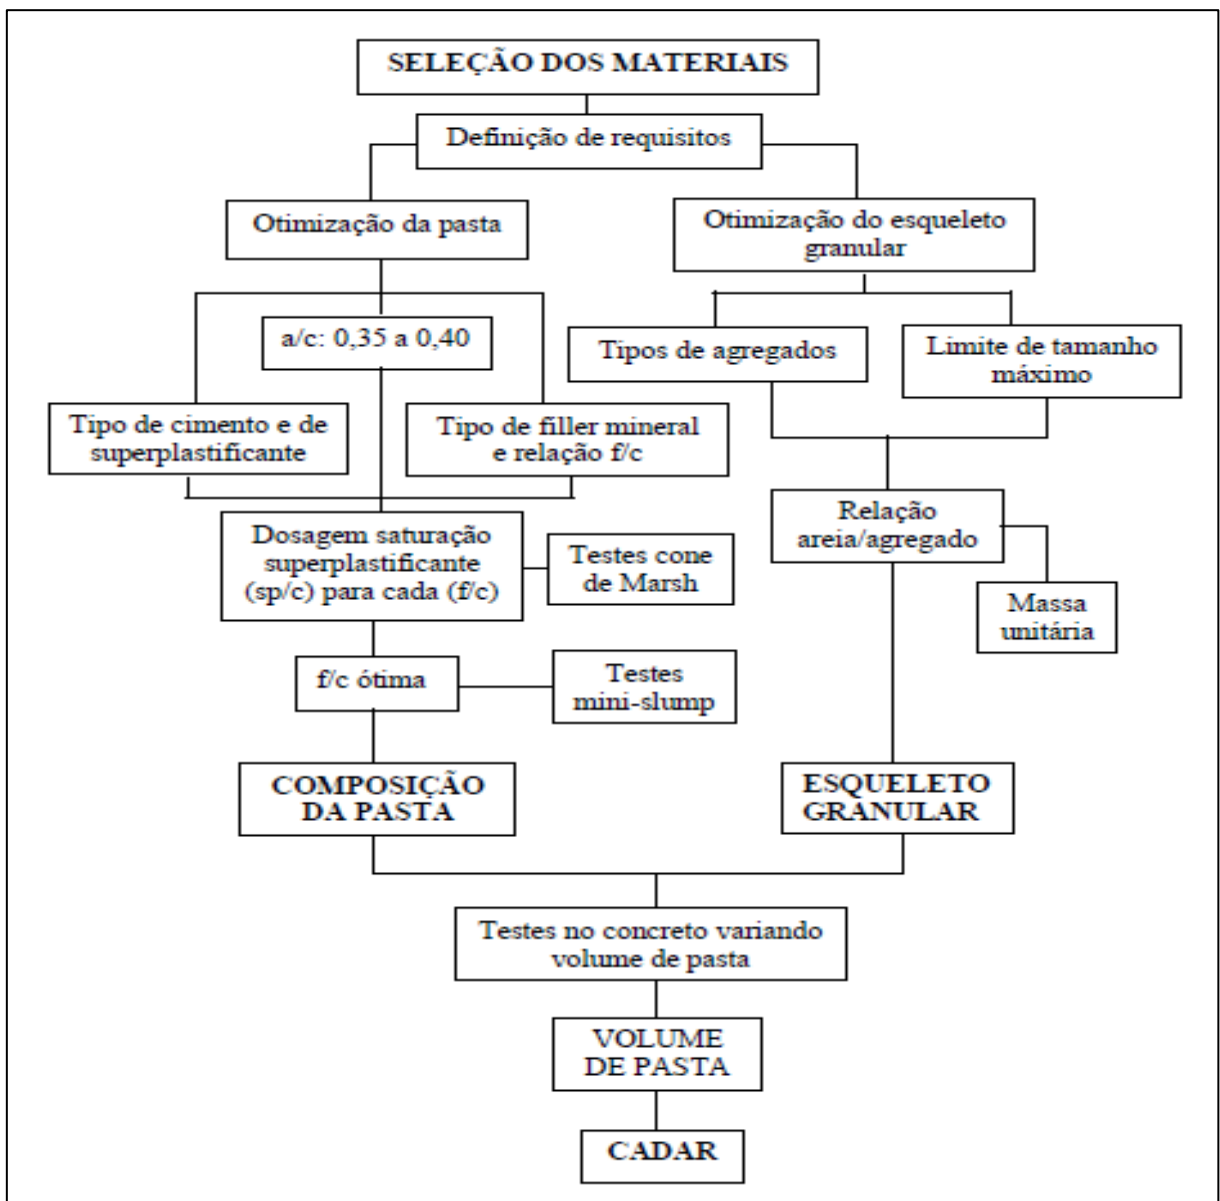 SELEÇÃO DOS MATERIAIS
Definição de requisitos
Otimização da pasta
Otimização do esqueleto
granular
a/c: 0,35 a 0,40
Tipos de agregados
Limite de tamanho
máximo
Tipo de cimento e de
superplastificante
Tipo de filler mineral
e relação f/c
Dosagem saturação
superplastificante
(sp/c) para cada (f/c)
Testes cone
de Marsh
Relação
areia/agregado
Massa
unitária
f/c ótima
Testes
mini-slump
COMPOSIÇÃO
DA PASTA
ESQUELETO
GRANULAR
Testes no concreto variando
volume de pasta
VOLUME
DE PASTA
CADAR